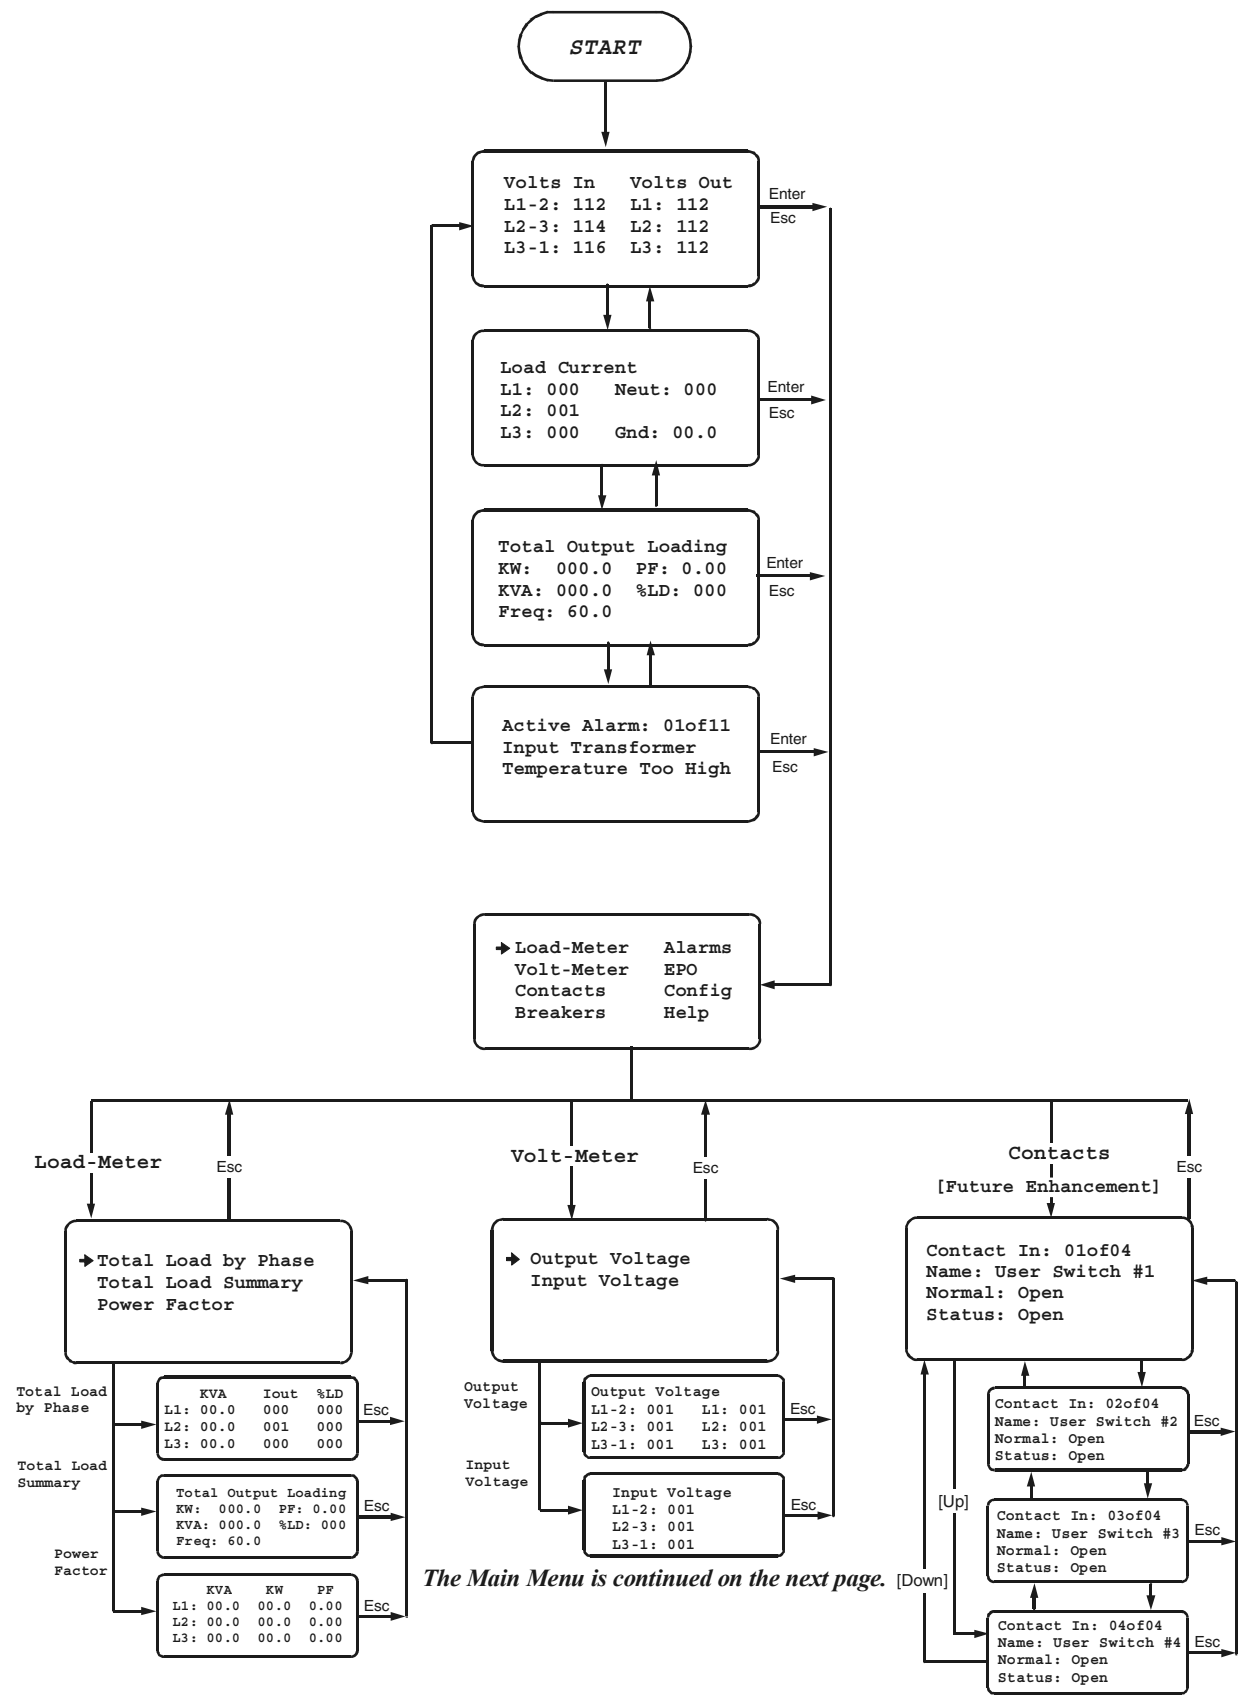 START
Volts In Volts Out
L1-2: 112 L1: 112
L2-3: 114 L2: 112
L3-1: 116 L3: 112
Enter
Esc
Load Current
L1: 000 Neut: 000
L2: 001
L3: 000 Gnd: 00.0
Enter
Esc
Total Output Loading
KW: 000.0 PF: 0.00
KVA: 000.0 %LD: 000
Freq: 60.0
Enter
Esc
Active Alarm: 01of11
Input Transformer
Temperature Too High
Enter
Esc
Load-Meter Alarms
Volt-Meter EPO
Contacts Config
Breakers Help
Load-Meter
Esc
Total Load by Phase
Total Load Summary
Power Factor
Total Load
by Phase
KVA Iout %LD
L1: 00.0 000 000
L2: 00.0 001 000
L3: 00.0 000 000
Esc
Total Load
Summary
Total Output Loading
KW: 000.0 PF: 0.00
KVA: 000.0 %LD: 000
Freq: 60.0
Esc
Power
Factor
KVA KW PF
L1: 00.0 00.0 0.00
L2: 00.0 00.0 0.00
L3: 00.0 00.0 0.00
Esc
Volt-Meter
Esc
Output Voltage
Input Voltage
Output
Voltage
Output Voltage
L1-2: 001 L1: 001
L2-3: 001 L2: 001
L3-1: 001 L3: 001
Esc
Input
Voltage
Input Voltage
L1-2: 001
L2-3: 001
L3-1: 001
Esc
Contacts
[Future Enhancement]
Esc
Contact In: 01of04
Name: User Switch #1
Normal: Open
Status: Open
Contact In: 02of04
Name: User Switch #2
Normal: Open
Status: Open
Esc
[Up]
Contact In: 03of04
Name: User Switch #3
Normal: Open
Status: Open
Esc
[Down]
Contact In: 04of04
Name: User Switch #4
Normal: Open
Status: Open
Esc
The Main Menu is continued on the next page.